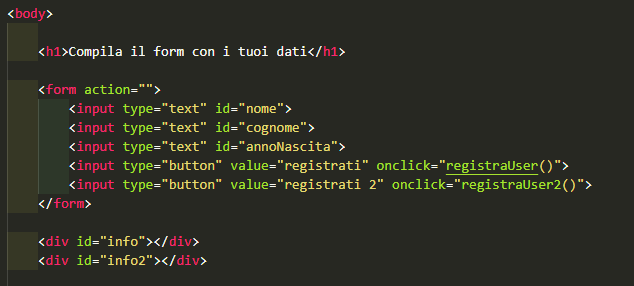 <body>
<h1>Compila il form con i tuoi dati</h1>
<form action="">
<input type="text" id="nome">
<input type="text" id="cognome">
<input type="text" id="annoNascita">
<input type="button" value="registrati" onclick="registraUser()">
<input type="button" value="registrati 2" onclick="registraUser2()">
</form>
<div id="info"></div>
<div id="info2"></div>